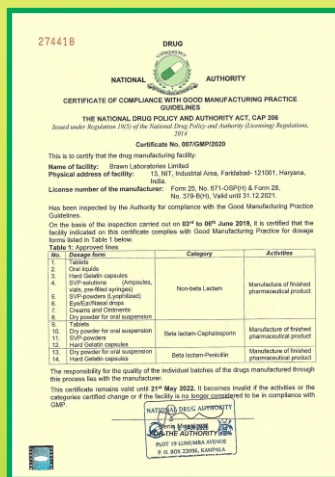 274418
DRUG
NATIONAL AUTHORITY
CERTIFICATE OF COMPLIANCE WITH GOOD MANUFACTURING PRACTICE
GUIDELINES
THE NATIONAL DRUG POLICY AND AUTHORITY ACT, CAP 206
Issued under Regulation 19(5) of the National Drug Policy and Authority (Licensing) Regulations,
2014
Certificate No. 007/GMP/2020
This is to certify that the drug manufacturing facility:
Name of facility: Brawn Laboratories Limited
Physical address of facility: 13, NIT, Industrial Area, Faridabad- 121001, Haryana,
India.
License number of the manufacturer: Form 25, No. 671-OSP(H) & Form 28,
No. 379-B(H), Valid until 31.12.2021.
Has been inspected by the Authority for compliance with the Good Manufacturing Practice
Guidelines.
On the basis of the inspection carried out on 03rd to 06th June 2019, it is certified that the
facility indicated on this certificate complies with Good Manufacturing Practice for dosage
forms listed in Table 1 below.
Table 1: Approved lines
No. Dosage form Category Activities
1. Tablets
2. Oral liquids
3. Hard Gelatin capsules
4. SVP-solutions (Ampoules,
vials, pre-filled syringes)
5. SVP-powders (Lyophilized)
6. Eye/Ear/Nasal drops
7. Creams and Ointments
8. Dry powder for oral suspension
Non-beta Lactam
Manufacture of finished
pharmaceutical product
9. Tablets
10. Dry powder for oral suspension
11. SVP-powders
12. Hard Gelatin capsules
Beta lactam-Cephalosporin
Manufacture of finished
pharmaceutical product
13. Dry powder for oral suspension
14. Hard Gelatin capsules
Beta lactam-Penicillin
Manufacture of finished
pharmaceutical product
The responsibility for the quality of the individual batches of the drugs manufactured through
this process lies with the manufacturer.
This certificate remains valid until 21st May 2022. It becomes invalid if the activities or the
categories certified change or if the facility is no longer considered to be in compliance with
GMP.
NATIONAL DRUG AUTHORITY
THE AUTHORITY
PLOT 19 LUMUMBA AVENUE
P. O. BOX 23096, KAMPALA